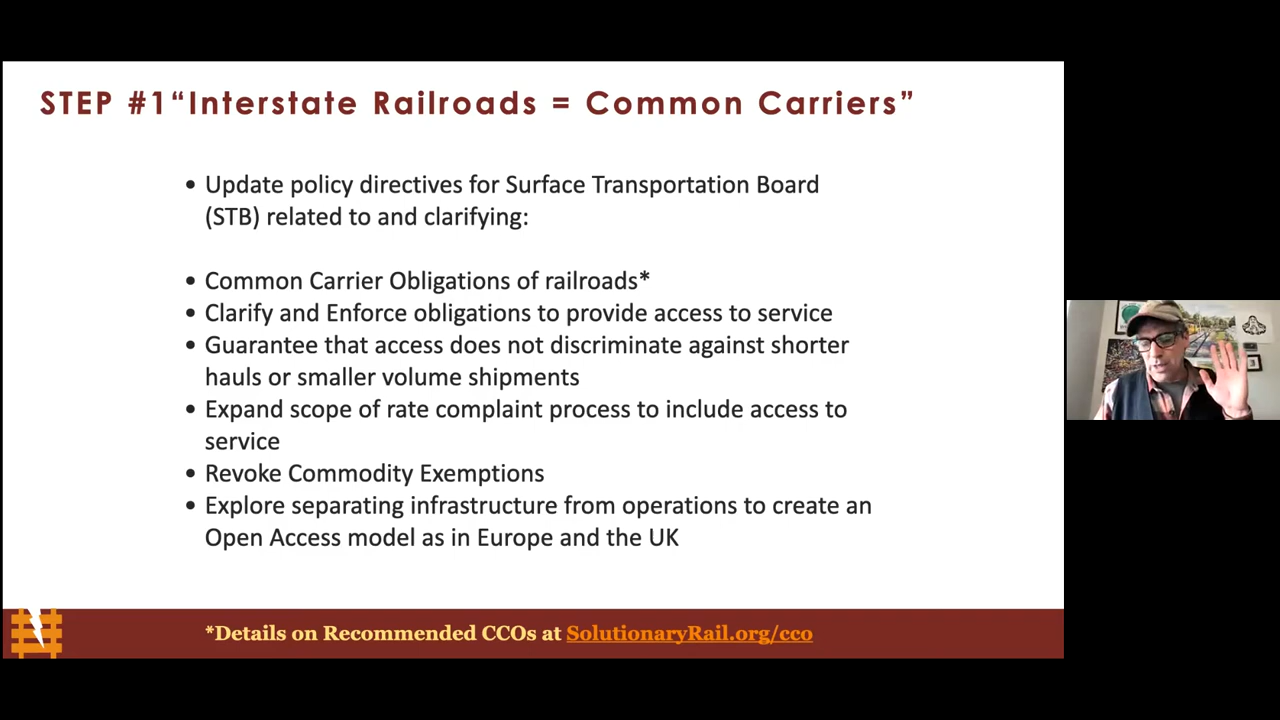 STEP #1“Interstate Railroads = Common Carriers”
• Update policy directives for Surface Transportation Board
(STB) related to and clarifying:
• Common Carrier Obligations of railroads*
• Clarify and Enforce obligations to provide access to service
• Guarantee that access does not discriminate against shorter
hauls or smaller volume shipments
• Expand scope of rate complaint process to include access to
service
• Revoke Commodity Exemptions
• Explore separating infrastructure from operations to create an
Open Access model as in Europe and the UK
*Details on Recommended CCOs at SolutionaryRail.org/cco